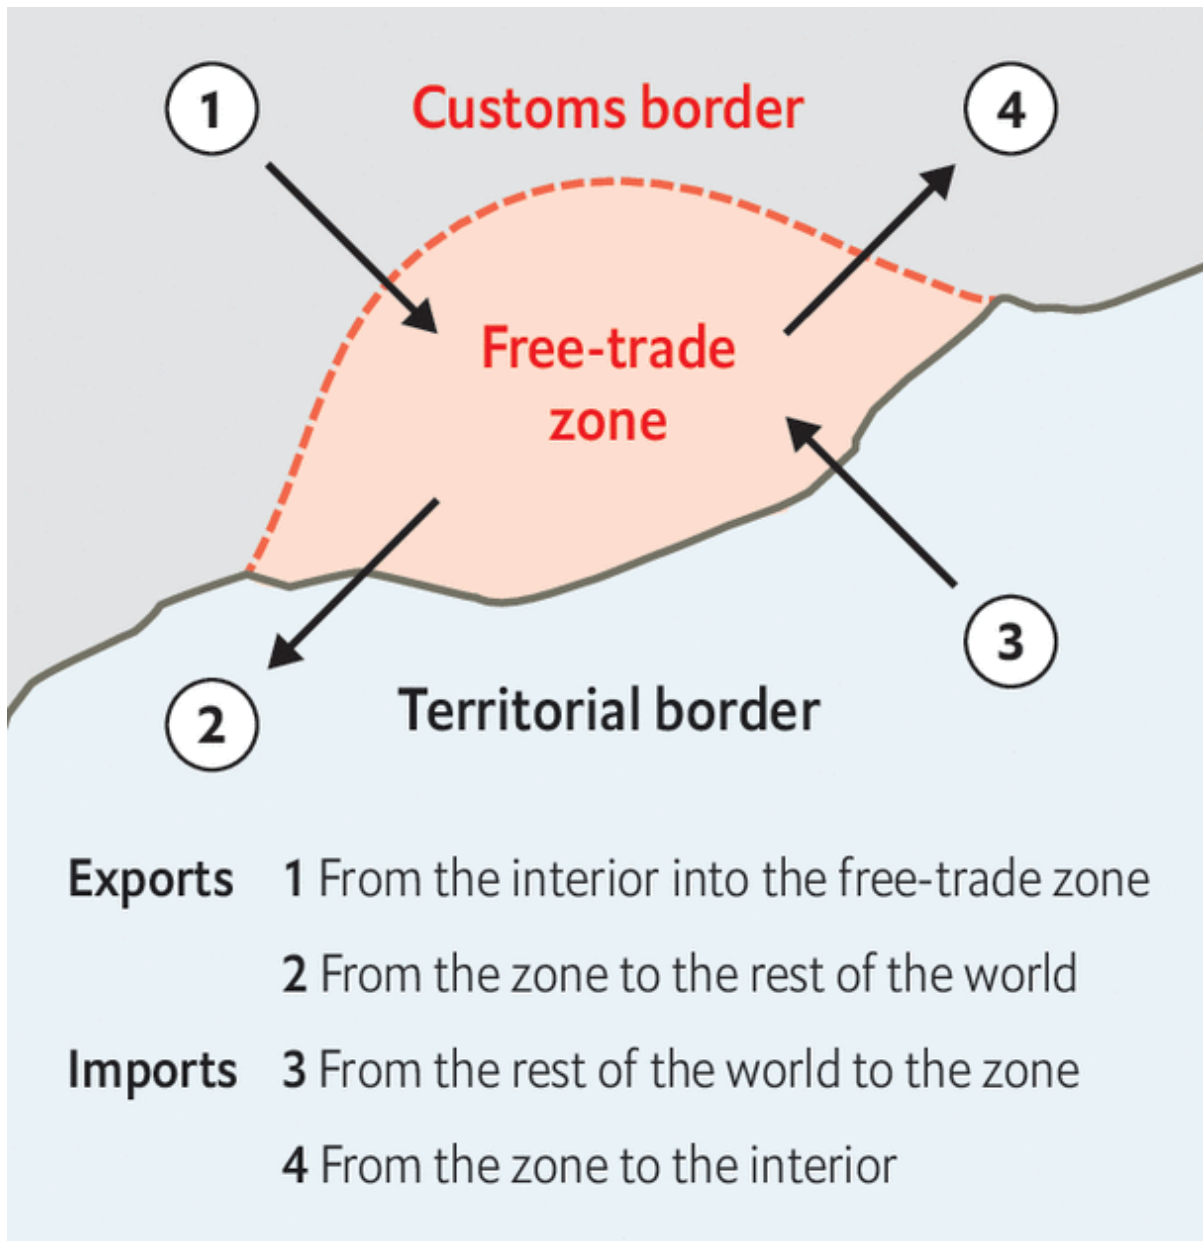 1
Customs border
4
Free-trade
zone
3
2
Territorial border
Exports 1 From the interior into the free-trade zone
2 From the zone to the rest of the world
Imports 3 From the rest of the world to the zone
4 From the zone to the interior